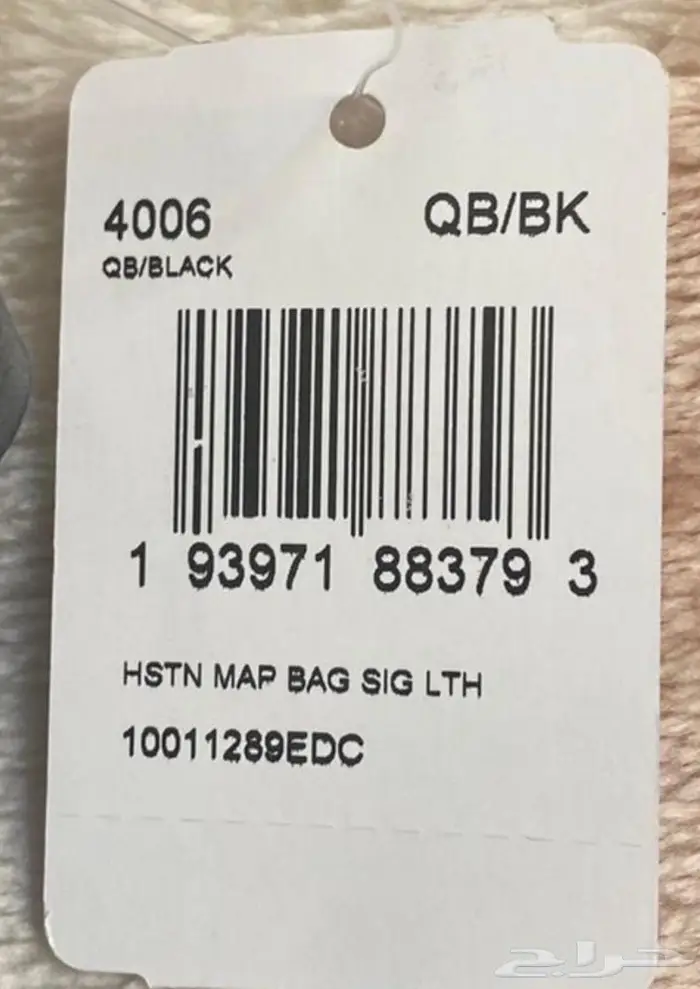 4006
QB/BK
QB/BLACK
1 93971 88379 3
HSTN MAP BAG SIG LTH
10011289EDC
حراج